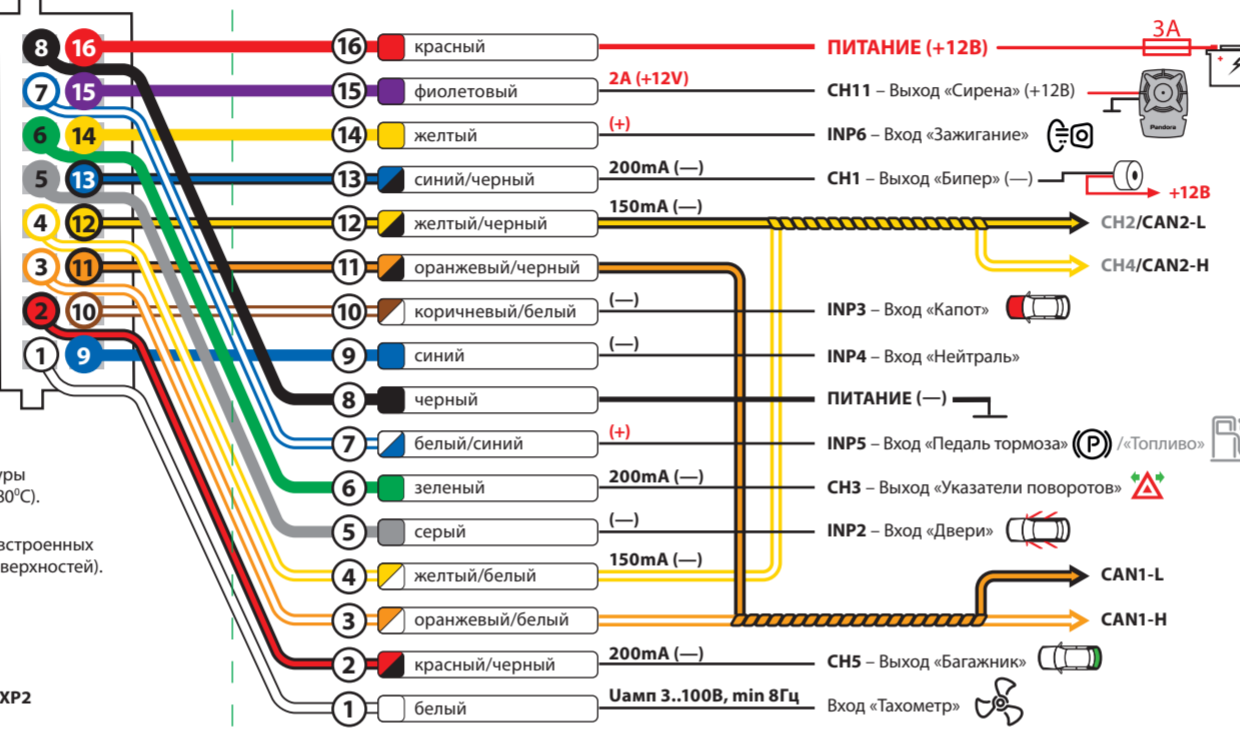 3А
8 16 16 красный ПИТАНИЕ (+12В)
7 15 15 фиолетовый 2А (+12V) CH11 – Выход «Сирена» (+12В)
Pandora
6 14 14 желтый (+) INP6 – Вход «Зажигание»
5 13 13 синий/черный 200mA (—) CH1 – Выход «Бипер» (—)
+12В
4 12 12 желтый/черный 150mA (—) CH2/CAN2-L
3 11 11 оранжевый/черный CH4/CAN2-H
2 10 10 коричневый/белый (—) INP3 – Вход «Капот»
1 9 9 синий (—) INP4 – Вход «Нейтраль»
8 черный ПИТАНИЕ (—)
7 белый/синий (+) INP5 – Вход «Педаль тормоза» (P) /«Топливо»
6 зеленый 200mA (—) CH3 – Выход «Указатели поворотов»
5 серый (—) INP2 – Вход «Двери»
4 желтый/белый 150mA (—) CAN1-L
3 оранжевый/белый CAN1-H
2 красный/черный 200mA (—) CH5 – Выход «Багажник»
1 белый Uамп 3..100В, min 8Гц Вход «Тахометр»
уры
80⁰С).
встроенных
верхностей).
XP2